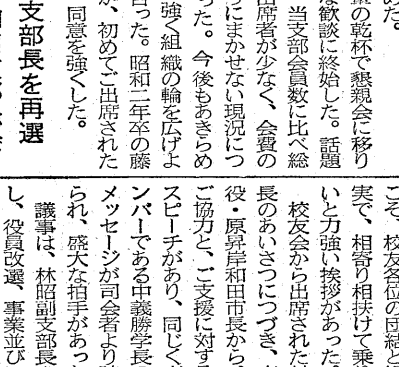 た。
の乾杯で懇親会に移り
な歓談に終始した。話題
当支部会員数に比べ総
出席者が少なく、会費の
うにまかせない現況につ
った。今後もあきらめ
強く組織の輪を広げよ
った。昭和二年卒の藤
、初めてご出席された
同意を強くした。
支部長を再選
こそ、校友各位の団結と
実で、相寄り相扶けて乗
いと力強い挨拶があった。
校友会から出席された
長のあいさつにつづき、
役・原昇岸和田市長から、
ご協力と、ご支援に対する
スピーチがあり、同じく
ンバーである中義勝学長の
メッセージが司会者より
られ、盛大な拍手があっ
議事は、林昭副支部長
し、役員改選、事業並び